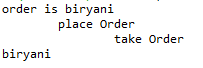 order is biryani
place Order
take Order
biryani